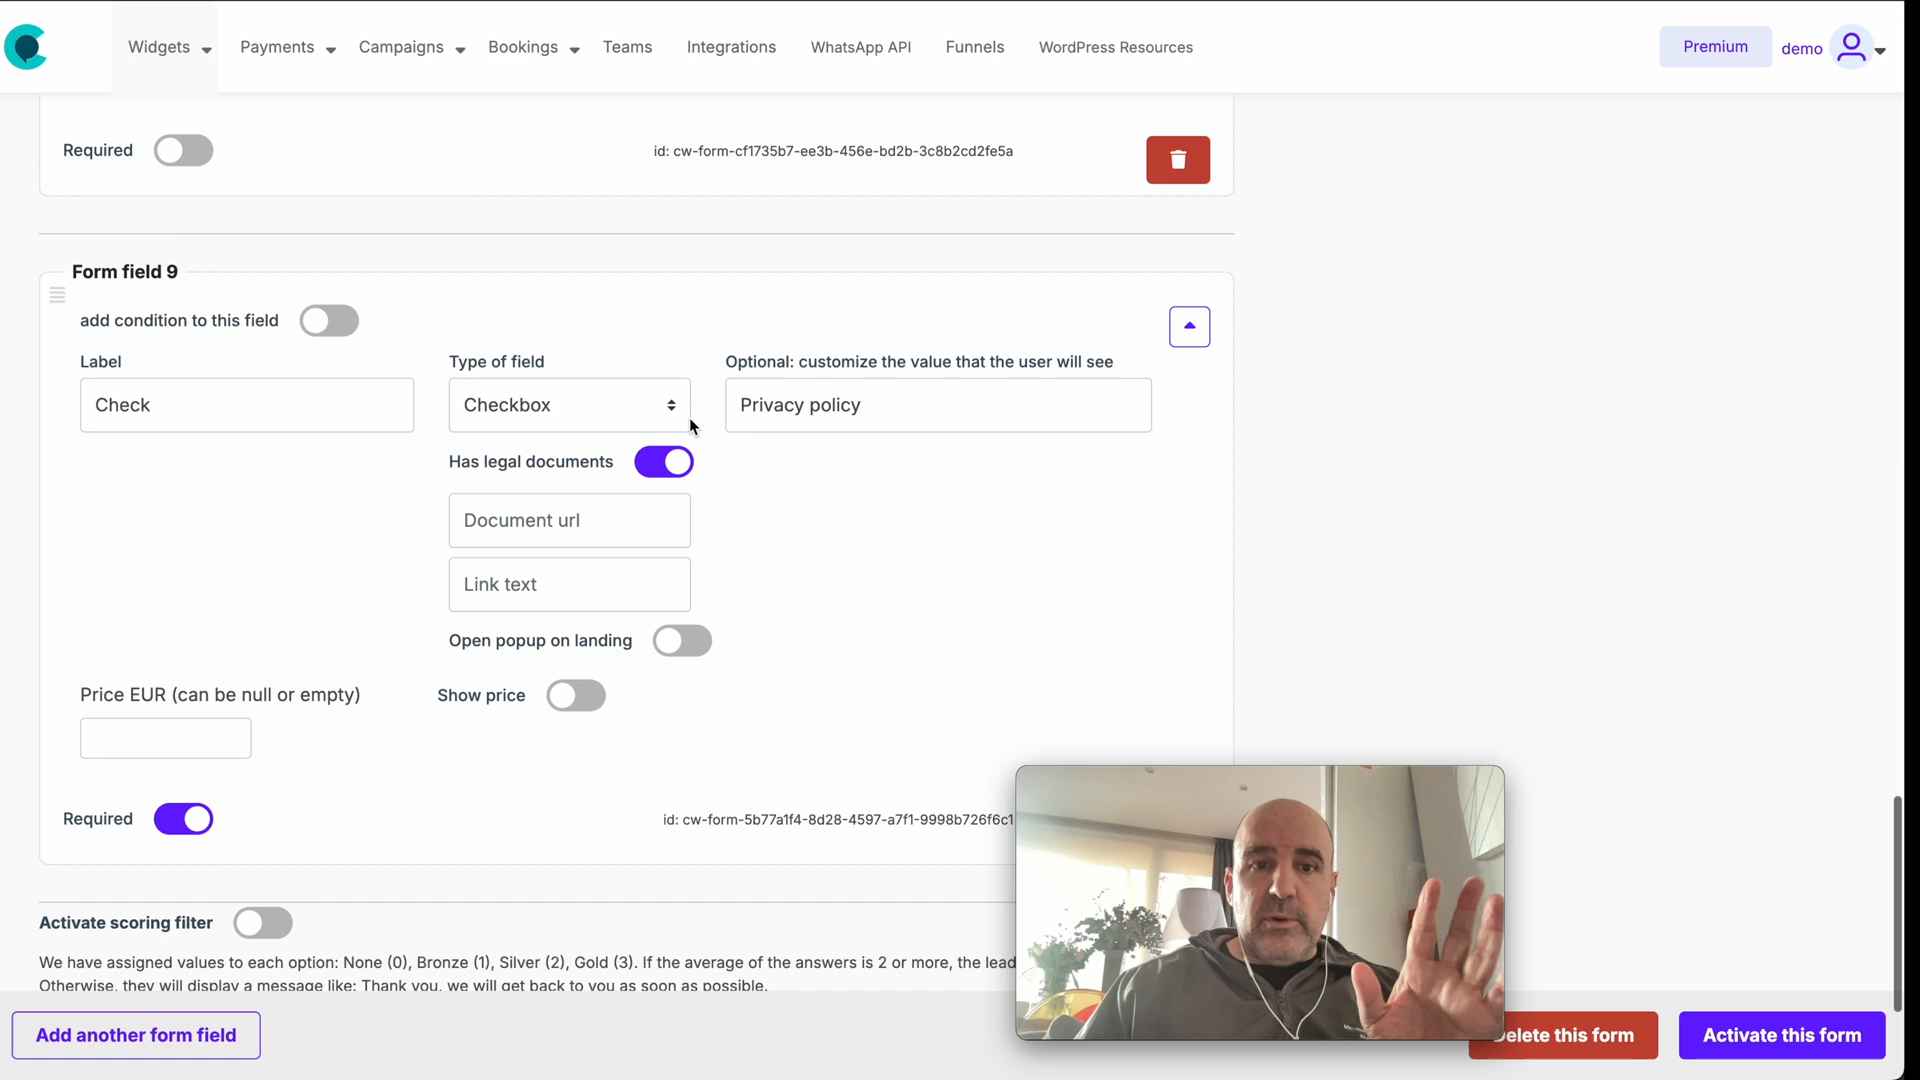 Widgets Payments Campaigns Bookings Teams Integrations WhatsApp API Funnels WordPress Resources Premium demo
Required id: cw-form-cf1735b7-ee3b-456e-bd2b-3c8b2cd2fe5a
Form field 9
add condition to this field
Label Type of field Optional: customize the value that the user will see
Check Checkbox Privacy policy
Has legal documents
Document url
Link text
Open popup on landing
Price EUR (can be null or empty) Show price
Required id: cw-form-5b77a1f4-8d28-4597-a7f1-9998b726f6c1
Activate scoring filter
We have assigned values to each option: None (0), Bronze (1), Silver (2), Gold (3). If the average of the answers is 2 or more, the lead
Otherwise, they will display a message like: Thank you, we will get back to you as soon as possible.
Add another form field Delete this form Activate this form